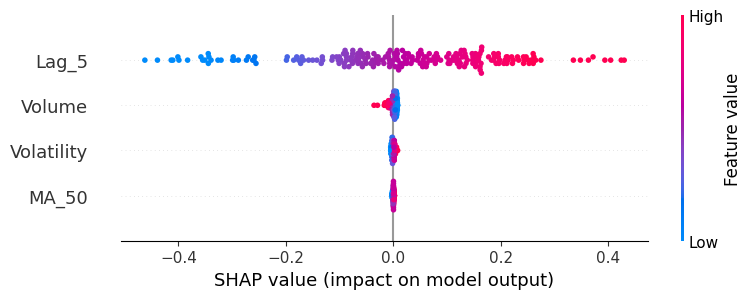 High
Lag_5
Volume
Volatility
MA_50
Feature value
Low
−0.4 −0.2 0.0 0.2 0.4
SHAP value (impact on model output)